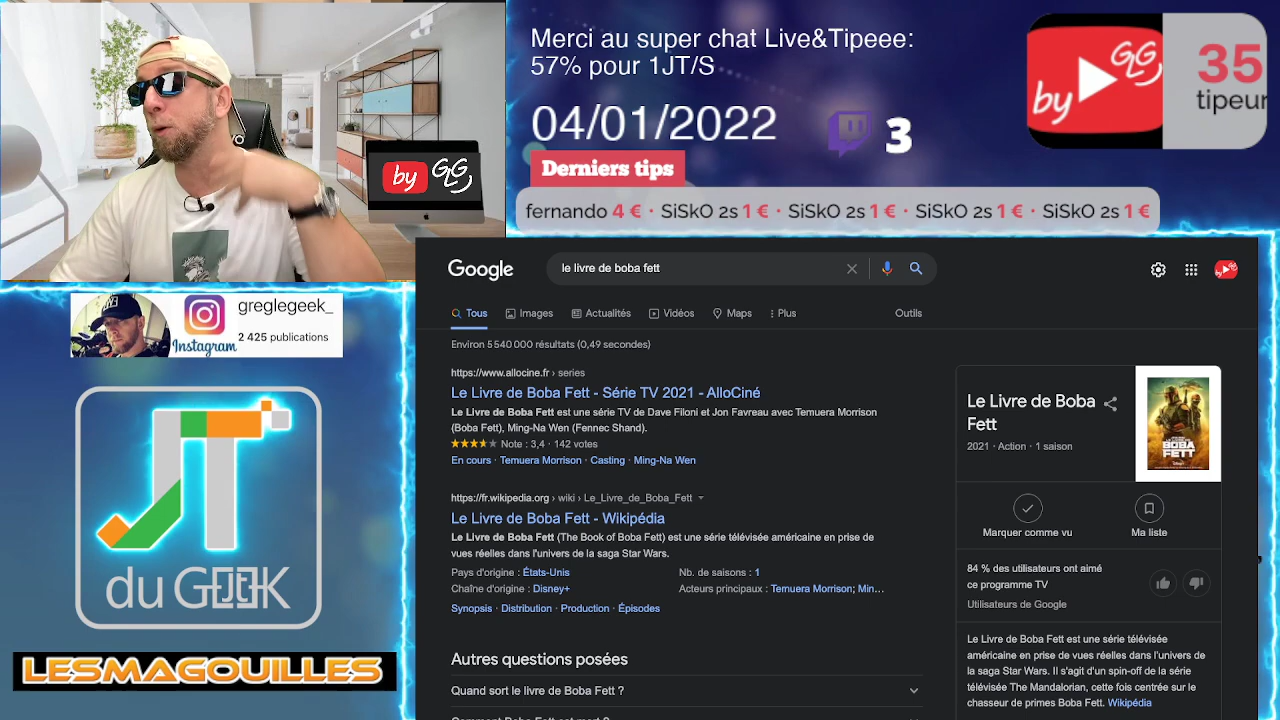 Merci au super chat Live&Tipeee:
57% pour 1JT/S
04/01/2022
3
Derniers tips
fernando 4 € · SiSkO 2s 1 € · SiSkO 2s 1 € · SiSkO 2s 1 € · SiSkO 2s 1 €
by GLG
35
tipeur
by GLG
greglegeek_
2 425 publications
Instagram
JT
du GEEK
LESMAGOUILLES
Google
le livre de boba fett
Tous
Images
Actualités
Vidéos
Maps
Plus
Outils
Environ 5 540 000 résultats (0,49 secondes)
https://www.allocine.fr › series
Le Livre de Boba Fett - Série TV 2021 - AlloCiné
Le Livre de Boba Fett est une série TV de Dave Filoni et Jon Favreau avec Temuera Morrison
(Boba Fett), Ming-Na Wen (Fennec Shand).
Note : 3,4 · 142 votes
En cours · Temuera Morrison · Casting · Ming-Na Wen
https://fr.wikipedia.org › wiki › Le_Livre_de_Boba_Fett
Le Livre de Boba Fett - Wikipédia
Le Livre de Boba Fett (The Book of Boba Fett) est une série télévisée américaine en prise de
vues réelles dans l'univers de la saga Star Wars.
Pays d'origine : États-Unis
Nb. de saisons : 1
Chaîne d'origine : Disney+
Acteurs principaux : Temuera Morrison; Min...
Synopsis · Distribution · Production · Épisodes
Autres questions posées
Quand sort le livre de Boba Fett ?
Comment Boba Fett est mort ?
Le Livre de Boba
Fett
2021 · Action · 1 saison
BOBA
FETT
Marquer comme vu
Ma liste
84 % des utilisateurs ont aimé
ce programme TV
Utilisateurs de Google
Le Livre de Boba Fett est une série télévisée
américaine en prise de vues réelles dans l'univers de
la saga Star Wars. Il s'agit d'un spin-off de la série
télévisée The Mandalorian, cette fois centrée sur le
chasseur de primes Boba Fett. Wikipédia